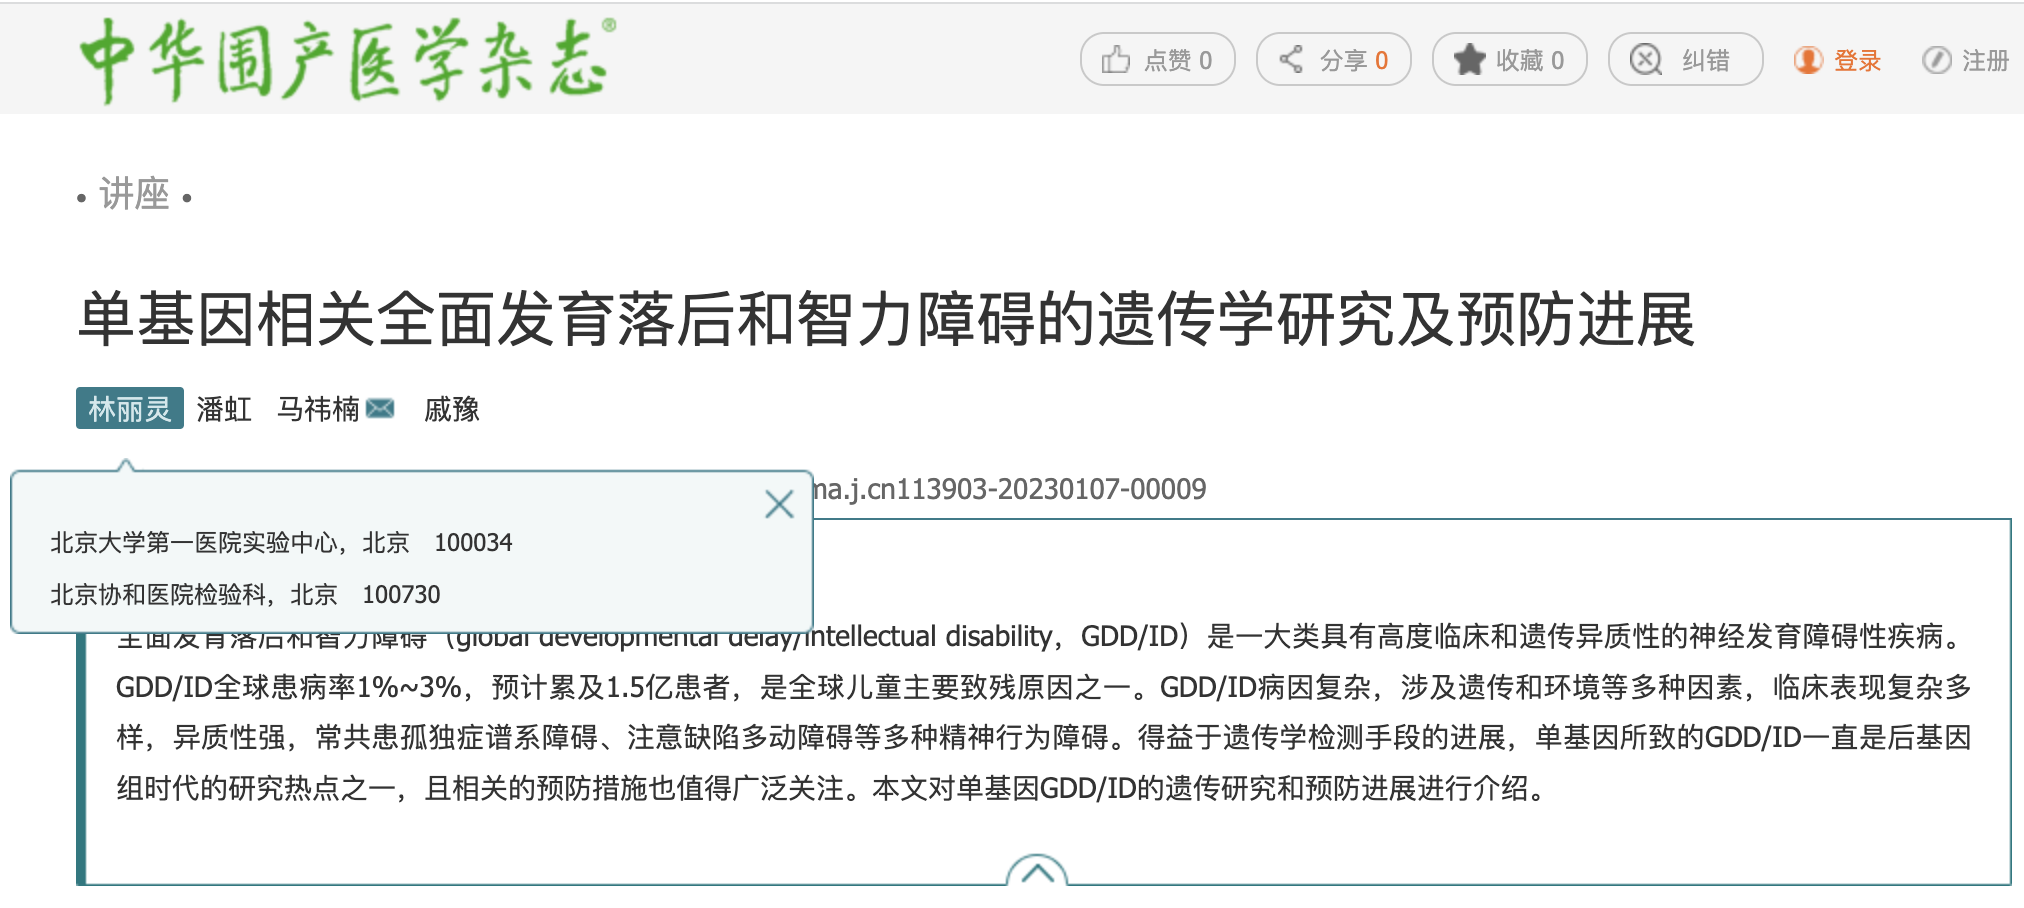 中华围产医学杂志®
点赞 0 分享 0 收藏 0 纠错 登录 注册
• 讲座 •
单基因相关全面发育落后和智力障碍的遗传学研究及预防进展
林丽灵 潘虹 马祎楠 戚豫
ma.j.cn113903-20230107-00009
北京大学第一医院实验中心，北京 100034
北京协和医院检验科，北京 100730
全面发育落后和智力障碍（global developmental delay/intellectual disability，GDD/ID）是一大类具有高度临床和遗传异质性的神经发育障碍性疾病。
GDD/ID全球患病率1%~3%，预计累及1.5亿患者，是全球儿童主要致残原因之一。GDD/ID病因复杂，涉及遗传和环境等多种因素，临床表现复杂多
样，异质性强，常共患孤独症谱系障碍、注意缺陷多动障碍等多种精神行为障碍。得益于遗传学检测手段的进展，单基因所致的GDD/ID一直是后基因
组时代的研究热点之一，且相关的预防措施也值得广泛关注。本文对单基因GDD/ID的遗传研究和预防进展进行介绍。